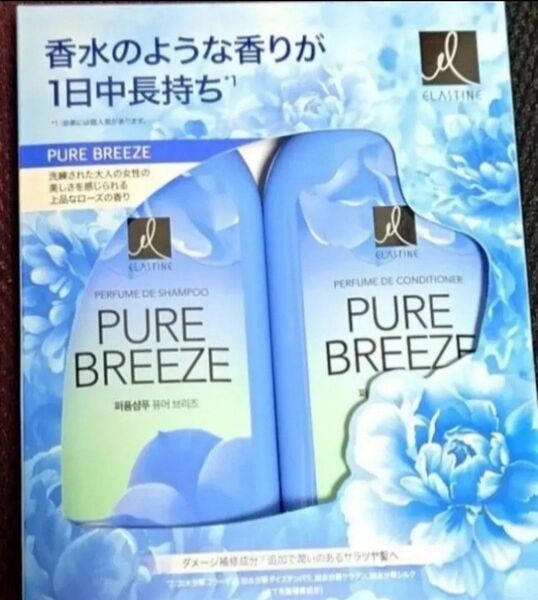 香水のような香りが
1日中長持ち*1
*1 効果には個人差があります。
ELASTINE
PURE BREEZE
洗練された大人の女性の
美しさを感じられる
上品なローズの香り
ELASTINE
PERFUME DE SHAMPOO
PURE
BREEZE
퍼퓸샴푸 퓨어 브리즈
ELASTINE
PERFUME DE CONDITIONER
PURE
BREEZE
ダメージ補修成分*2追加で潤いのあるサラツヤ髪へ